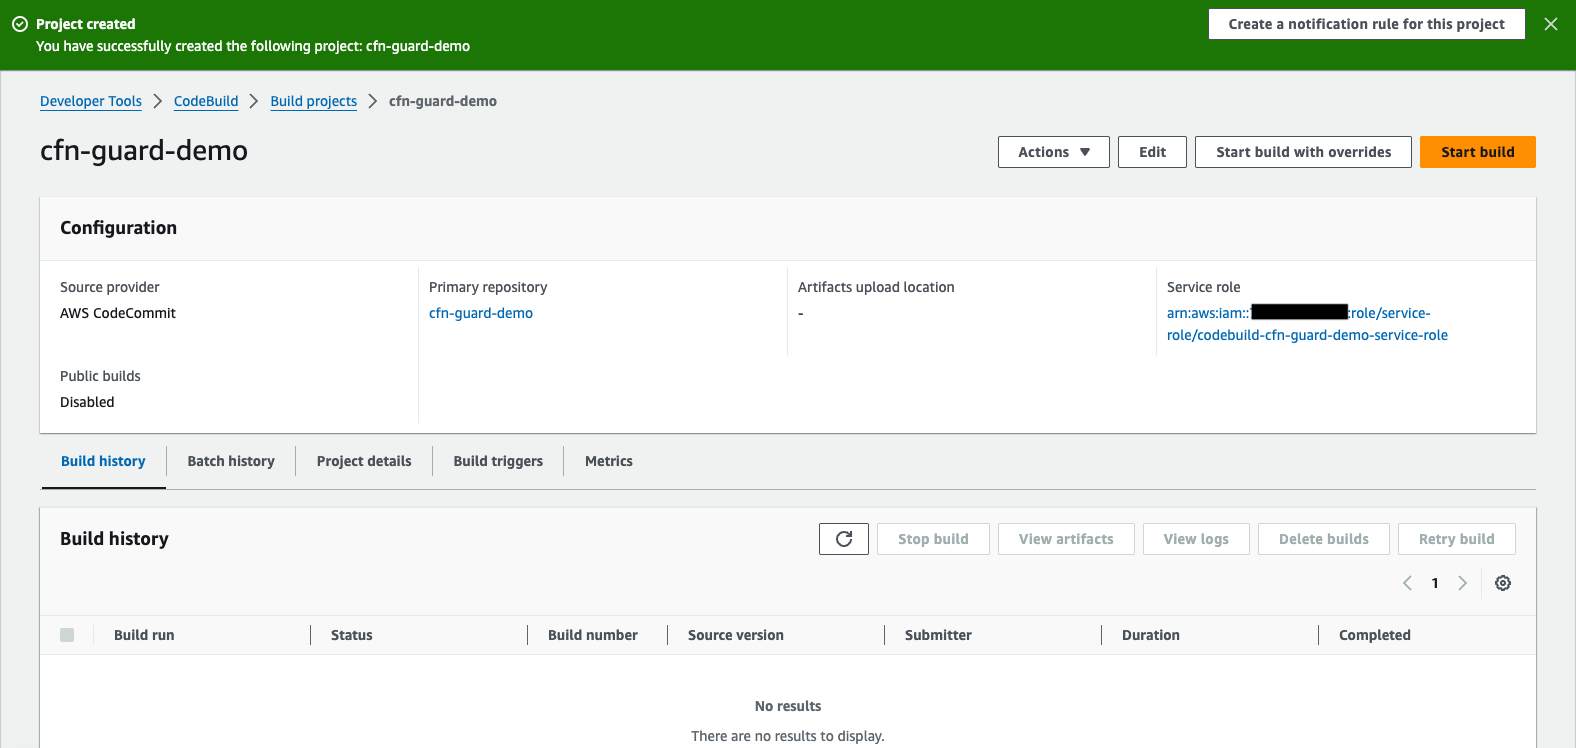 Project created
You have successfully created the following project: cfn-guard-demo
Create a notification rule for this project
Developer Tools
CodeBuild
Build projects
cfn-guard-demo
cfn-guard-demo
Actions
Edit
Start build with overrides
Start build
Configuration
Source provider
AWS CodeCommit
Primary repository
cfn-guard-demo
Artifacts upload location
-
Service role
arn:aws:iam:: :role/service-
role/codebuild-cfn-guard-demo-service-role
Public builds
Disabled
Build history
Batch history
Project details
Build triggers
Metrics
Build history
Stop build
View artifacts
View logs
Delete builds
Retry build
1
Build run
Status
Build number
Source version
Submitter
Duration
Completed
No results
There are no results to display.